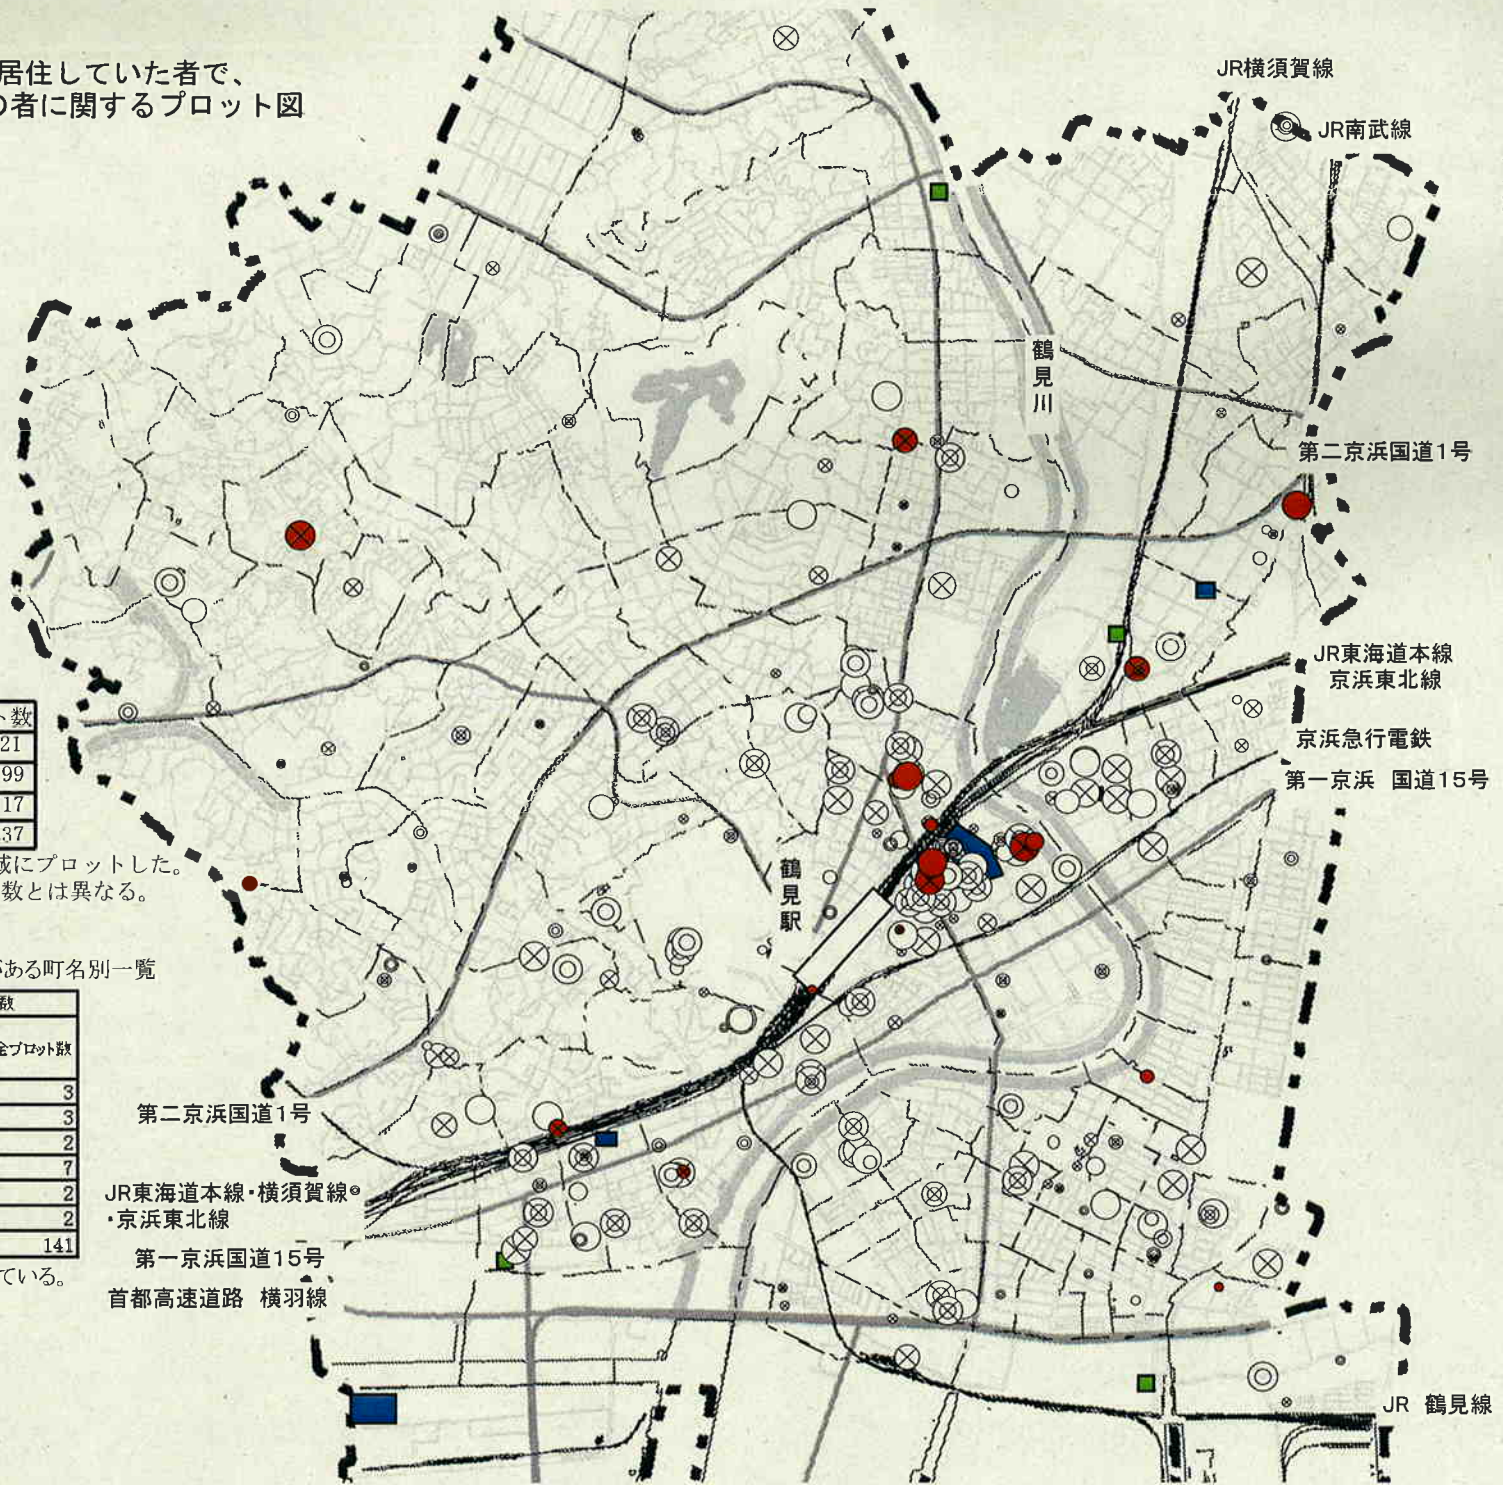 居住していた者で、
の者に関するプロット図
JR横須賀線
JR南武線
鶴見川
第二京浜国道1号
JR東海道本線
京浜東北線
京浜急行電鉄
第一京浜 国道15号
ト数
21
99
17
37
域にプロットした。
数とは異なる。
鶴見駅
がある町名別一覧
数
全プロット数
3
3
2
7
2
2
141
ている。
第二京浜国道1号
JR東海道本線・横須賀線
・京浜東北線
第一京浜国道15号
首都高速道路 横羽線
JR 鶴見線